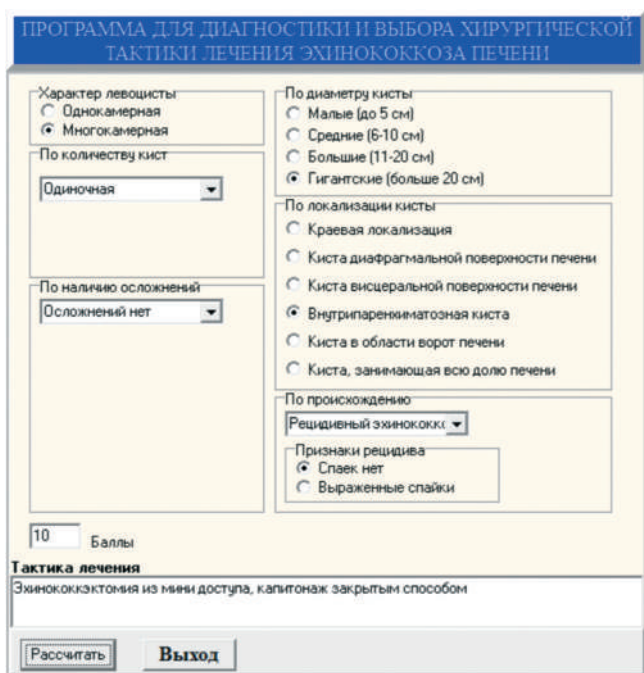 ПРОГРАММА ДЛЯ ДИАГНОСТИКИ И ВЫБОРА ХИРУРГИЧЕСКОЙ
ТАКТИКИ ЛЕЧЕНИЯ ЭХИНОКОККОЗА ПЕЧЕНИ
Характер левоцисты
Однокамерная
Многокамерная
По количеству кист
Одиночная
По наличию осложнений
Осложнений нет
По диаметру кисты
Малые (до 5 см)
Средние (6-10 см)
Большие (11-20 см)
Гигантские (больше 20 см)
По локализации кисты
Краевая локализация
Киста диафрагмальной поверхности печени
Киста висцеральной поверхности печени
Внутрипаренхиматозная киста
Киста в области ворот печени
Киста, занимающая всю долю печени
По происхождению
Рецидивный эхинококкс
Признаки рецидива
Спаек нет
Выраженные спайки
10 Баллы
Тактика лечения
Эхинококкэктомия из мини доступа, капитонаж закрытым способом
Рассчитать Выход